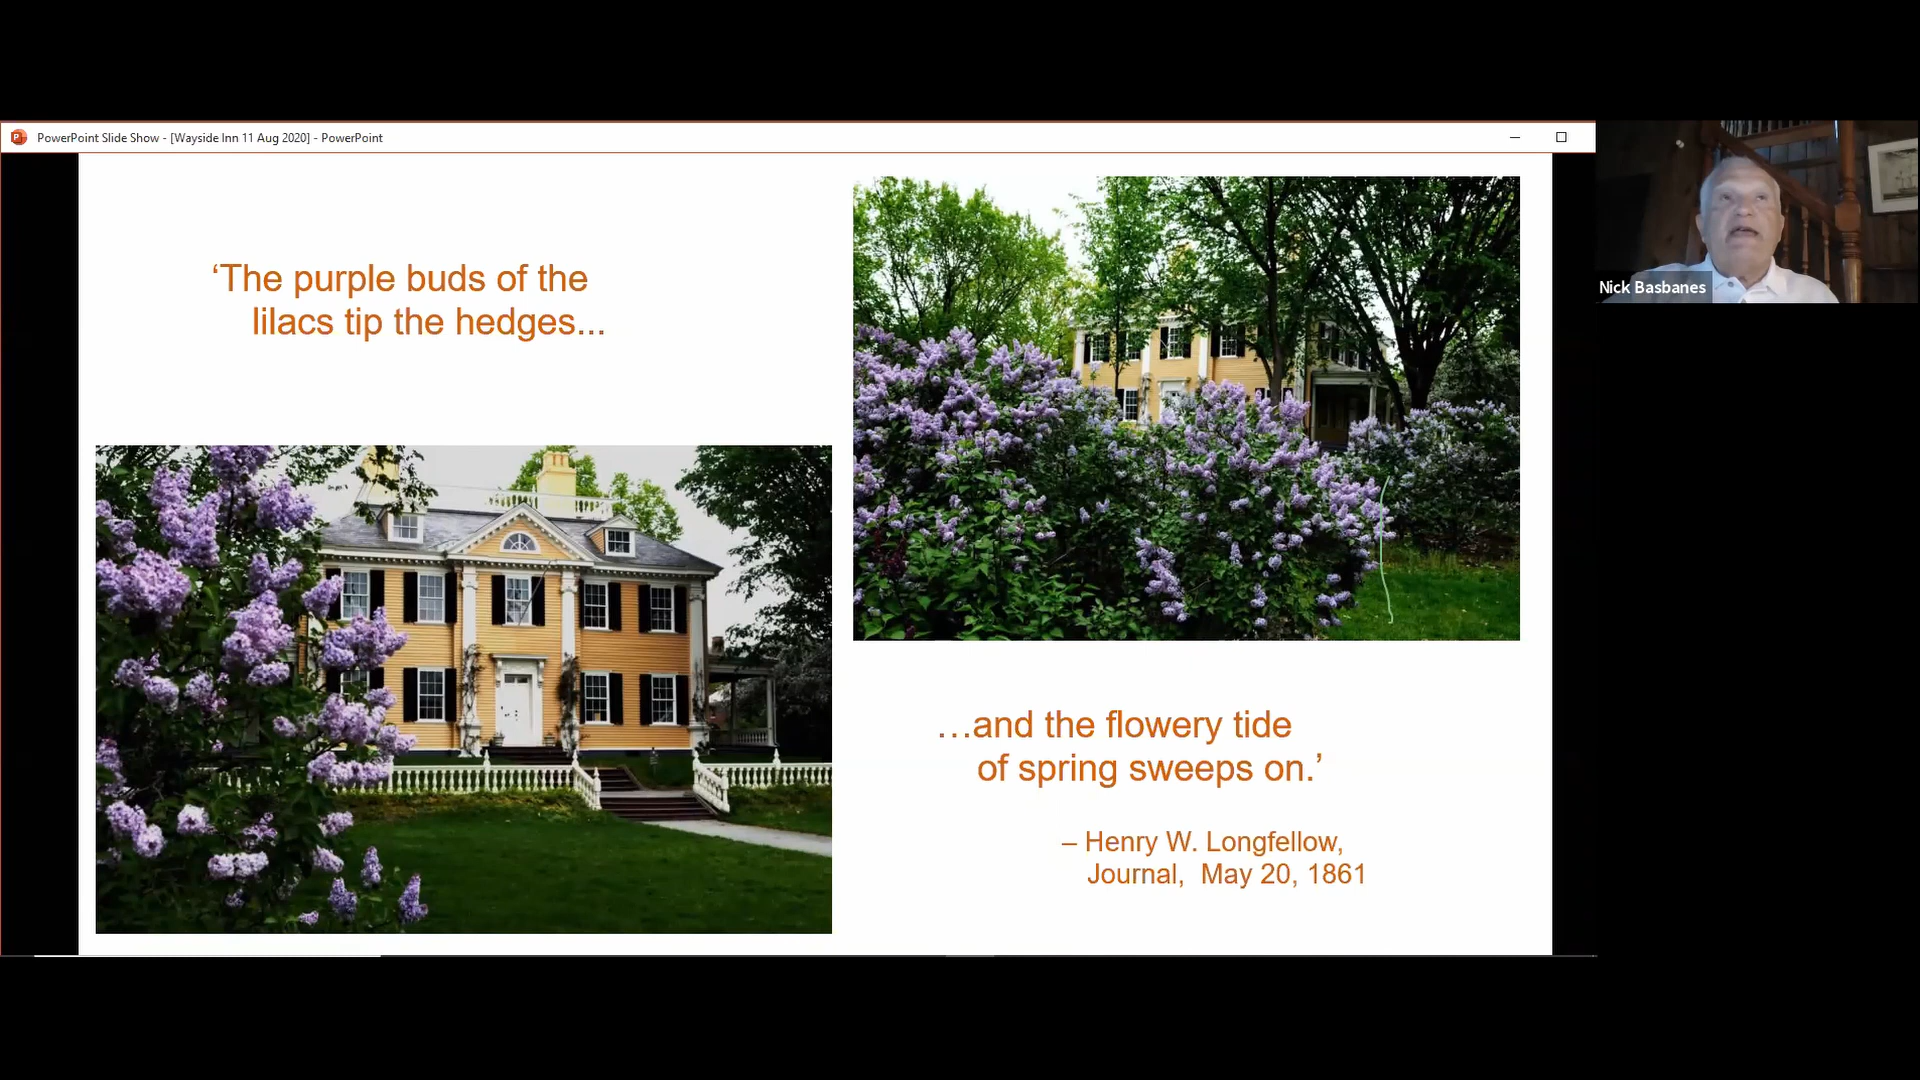 PowerPoint Slide Show - [Wayside Inn 11 Aug 2020] - PowerPoint
‘The purple buds of the
lilacs tip the hedges...
Nick Basbanes
…and the flowery tide
of spring sweeps on.’
– Henry W. Longfellow,
Journal,  May 20, 1861